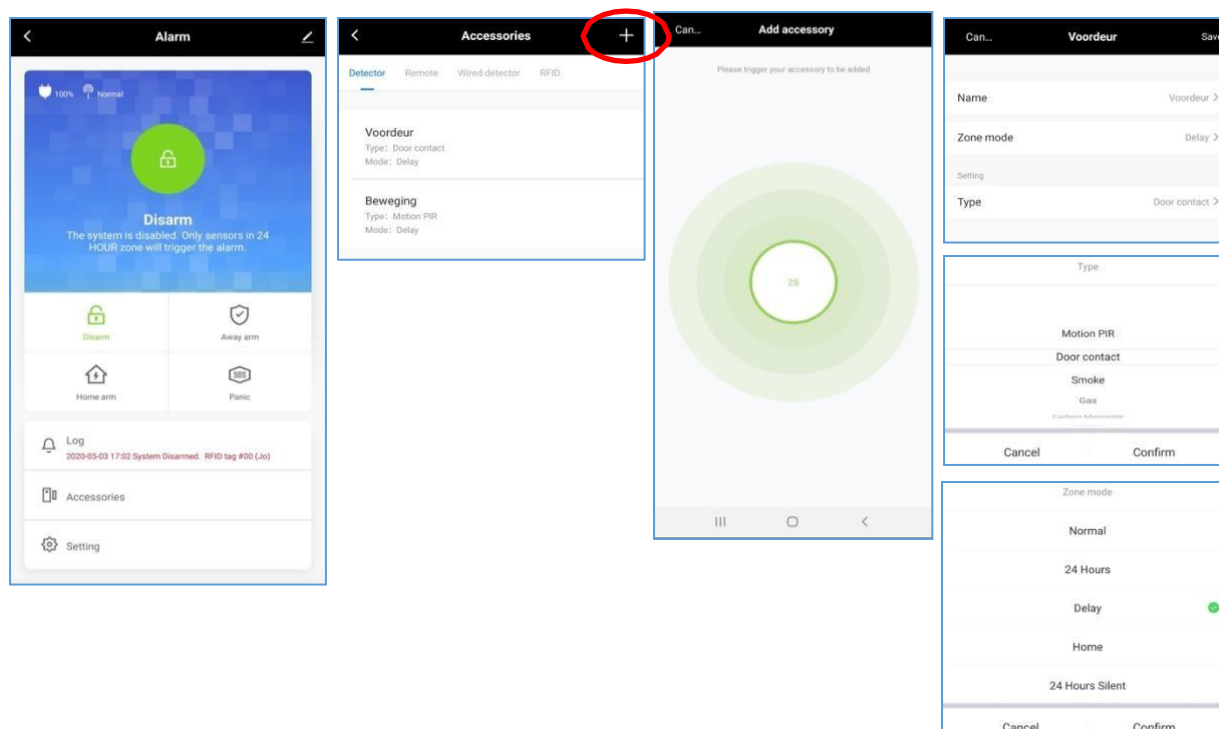 Alarm
100% Normal
Disarm
The system is disabled. Only sensors in 24
HOUR zone will trigger the alarm.
Disarm
Away arm
Home arm
SOS
Panic
Log
2020-05-03 17:02 System Disarmed. RFID tag #00 (Jo)
Accessories
Setting
Accessories
Detector Remote Wired detector RFID
Voordeur
Type: Door contact
Mode: Delay
Beweging
Type: Motion PIR
Mode: Delay
Can... Add accessory
Please trigger your accessory to be added
28
Can... Voordeur Save
Name Voordeur
Zone mode Delay
Setting
Type Door contact
Type
Motion PIR
Door contact
Smoke
Gas
Carbon Monoxide
Cancel Confirm
Zone mode
Normal
24 Hours
Delay
Home
24 Hours Silent
Cancel Confirm